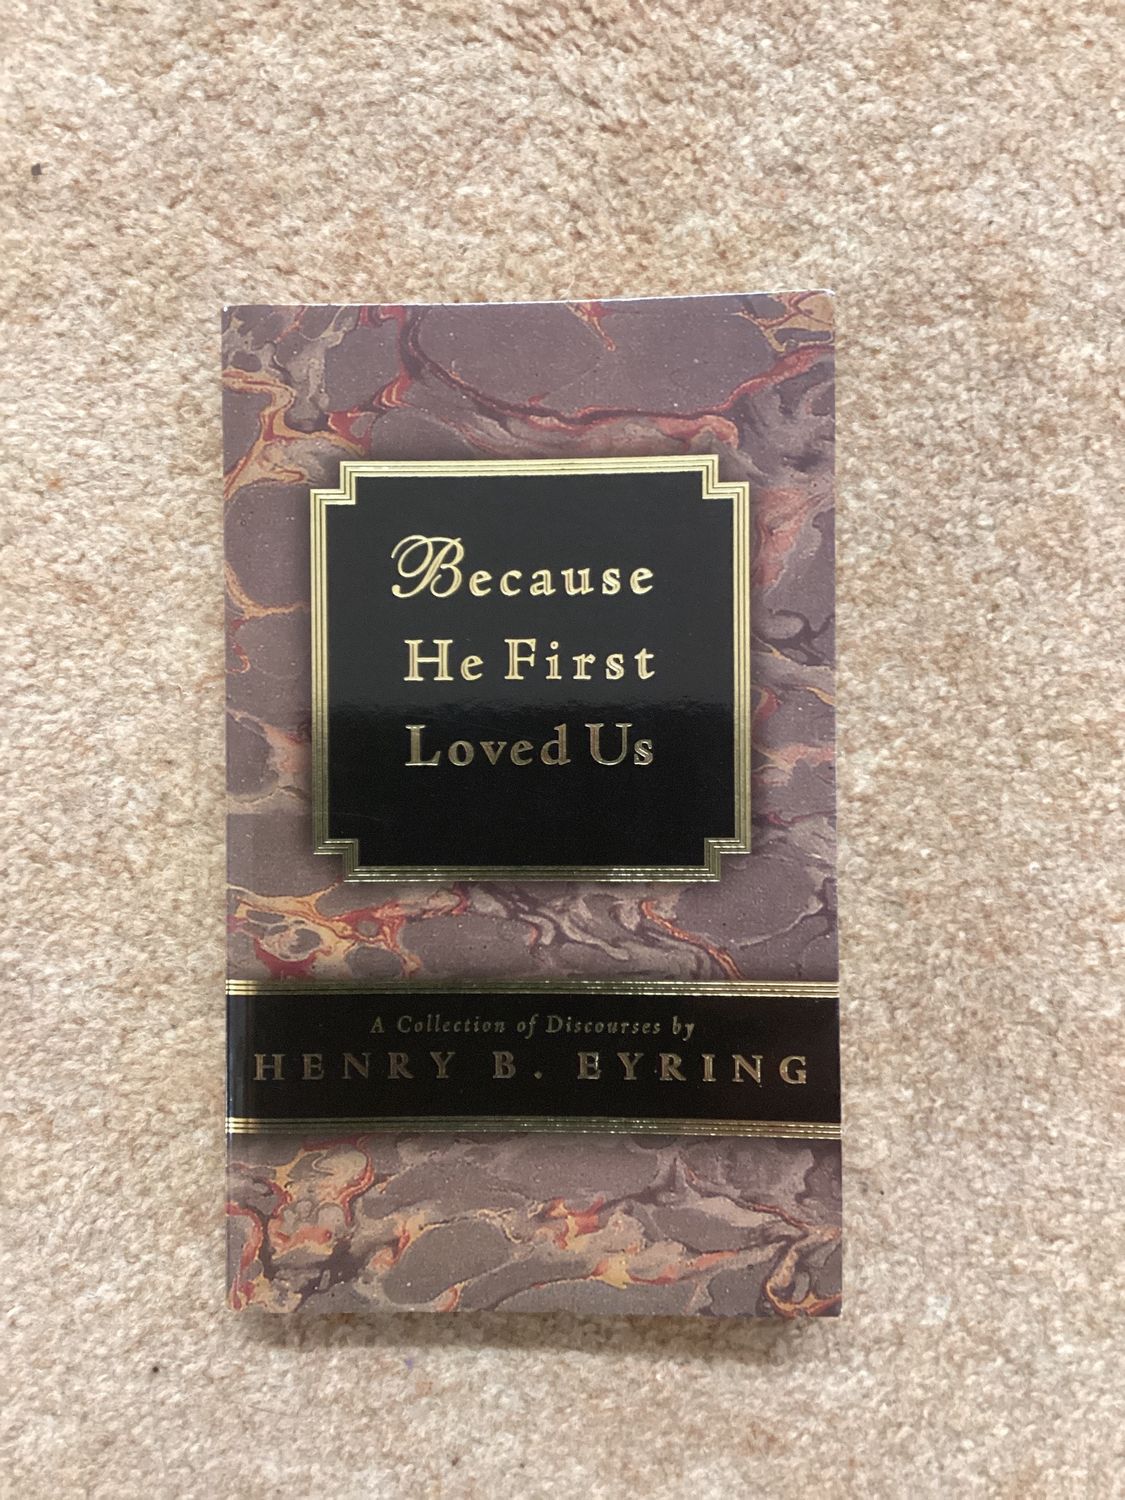 Because
He First
Loved Us
A Collection of Discourses by
HENRY B. EYRING